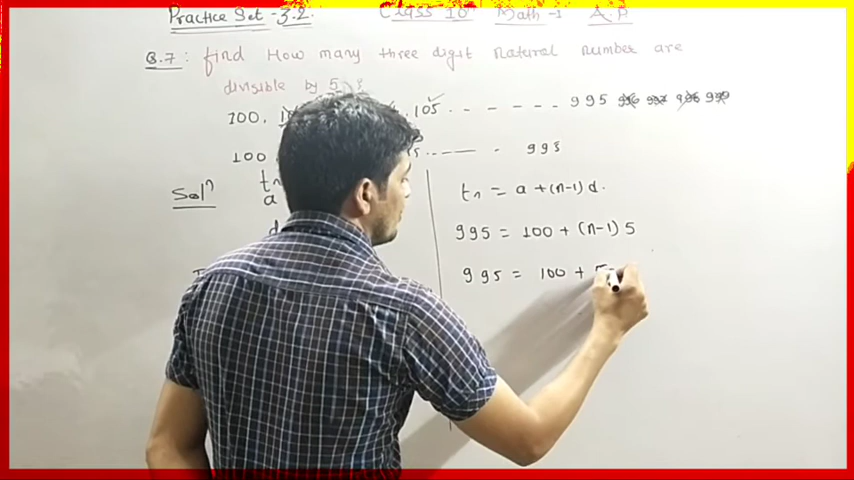 Practice Set - 3.2. Class 10 Math - 1 A.P
Q.7 : find How many three digit natural number are
divisible by 5 ?
100, 105 . . - - - - - - 995 996 997 998 999
100 995
Solⁿ
a
tn = a + (n-1) d.
995 = 100 + (n-1) 5
995 = 100 + 5